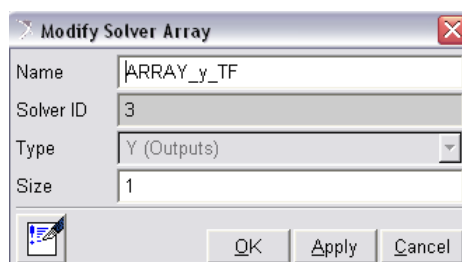 Modify Solver Array
Name ARRAY_y_TF
Solver ID 3
Type Y (Outputs)
Size 1
OK Apply Cancel